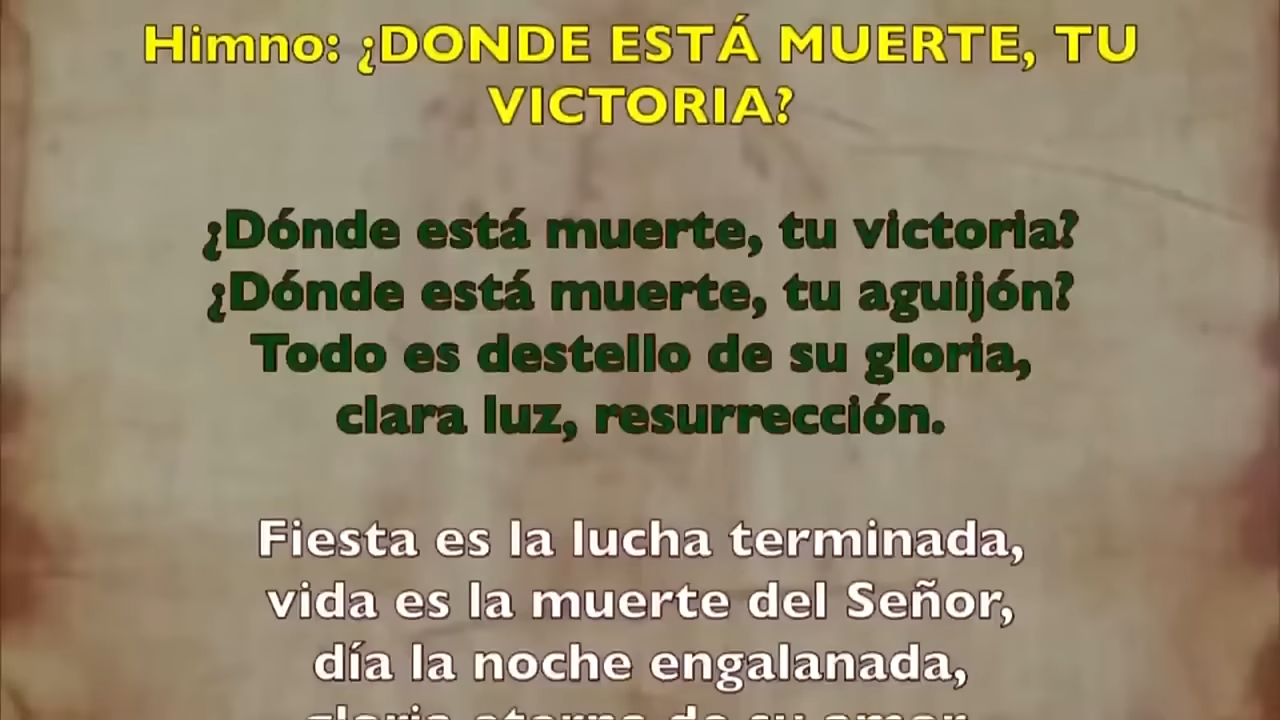 Himno: ¿DONDE ESTÁ MUERTE, TU
VICTORIA?
¿Dónde está muerte, tu victoria?
¿Dónde está muerte, tu aguijón?
Todo es destello de su gloria,
clara luz, resurrección.
Fiesta es la lucha terminada,
vida es la muerte del Señor,
día la noche engalanada,
gloria eterna de su amor.